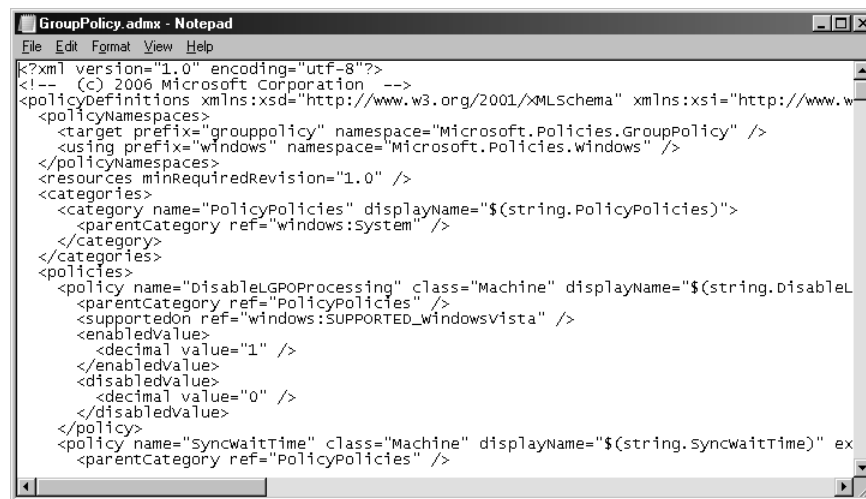 GroupPolicy.admx - Notepad
File Edit Format View Help
<?xml version="1.0" encoding="utf-8"?>
<!-- (c) 2006 Microsoft Corporation -->
<policyDefinitions xmlns:xsd="http://www.w3.org/2001/XMLSchema" xmlns:xsi="http://www.w
<policyNamespaces>
<target prefix="grouppolicy" namespace="Microsoft.Policies.GroupPolicy" />
<using prefix="windows" namespace="Microsoft.Policies.Windows" />
</policyNamespaces>
<resources minRequiredRevision="1.0" />
<categories>
<category name="PolicyPolicies" displayName="$(string.PolicyPolicies)">
<parentCategory ref="windows:System" />
</category>
</categories>
<policies>
<policy name="DisableLGPOProcessing" class="Machine" displayName="$(string.DisableL
<parentCategory ref="PolicyPolicies" />
<supportedOn ref="windows:SUPPORTED_WindowsVista" />
<enabledValue>
<decimal value="1" />
</enabledValue>
<disabledValue>
<decimal value="0" />
</disabledValue>
</policy>
<policy name="SyncWaitTime" class="Machine" displayName="$(string.SyncWaitTime)" ex
<parentCategory ref="PolicyPolicies" />